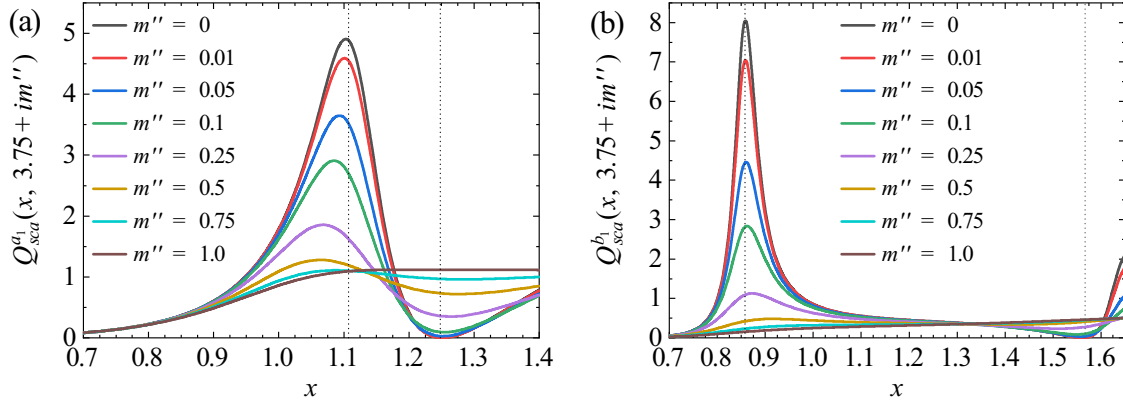 (a)
m'' = 0
m'' = 0.01
m'' = 0.05
m'' = 0.1
m'' = 0.25
m'' = 0.5
m'' = 0.75
m'' = 1.0
Q_{sca}^{a_1}(x, 3.75+im'')
5
4
3
2
1
0
0.7 0.8 0.9 1.0 1.1 1.2 1.3 1.4
x
(b)
m'' = 0
m'' = 0.01
m'' = 0.05
m'' = 0.1
m'' = 0.25
m'' = 0.5
m'' = 0.75
m'' = 1.0
Q_{sca}^{b_1}(x, 3.75+im'')
8
7
6
5
4
3
2
1
0
0.7 0.8 0.9 1.0 1.1 1.2 1.3 1.4 1.5 1.6
x